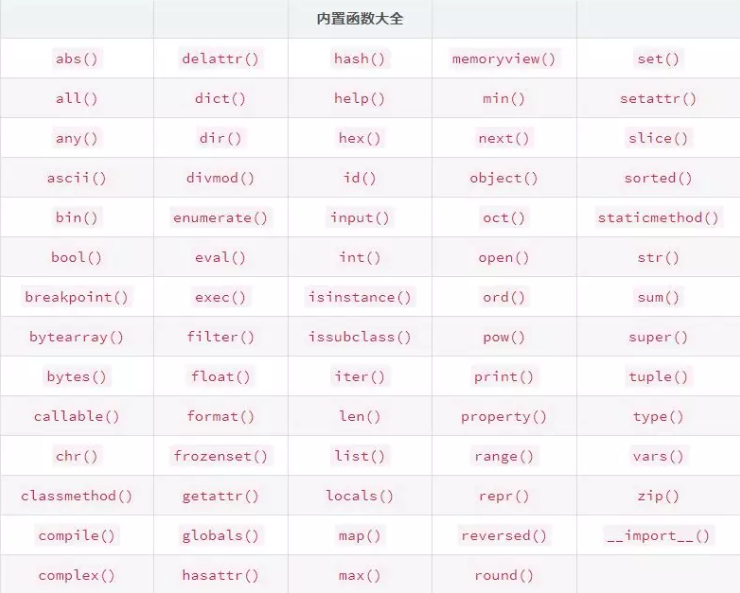 内置函数大全
abs() delattr() hash() memoryview() set()
all() dict() help() min() setattr()
any() dir() hex() next() slice()
ascii() divmod() id() object() sorted()
bin() enumerate() input() oct() staticmethod()
bool() eval() int() open() str()
breakpoint() exec() isinstance() ord() sum()
bytearray() filter() issubclass() pow() super()
bytes() float() iter() print() tuple()
callable() format() len() property() type()
chr() frozenset() list() range() vars()
classmethod() getattr() locals() repr() zip()
compile() globals() map() reversed() __import__()
complex() hasattr() max() round()